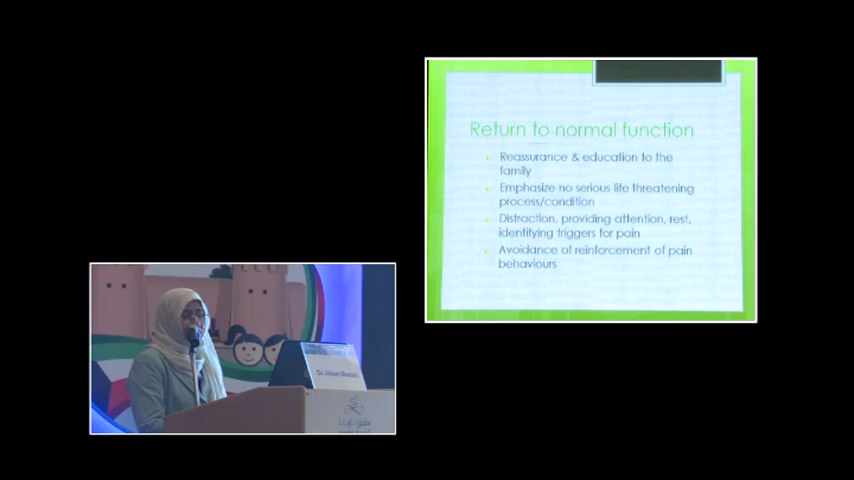 Return to normal function
Reassurance & education to the
family
Emphasize no serious life threatening
process/condition
Distraction, providing attention, rest,
identifying triggers for pain
Avoidance of reinforcement of pain
behaviours